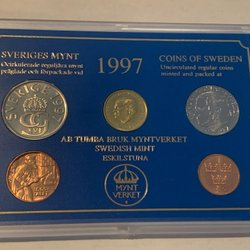 SVERIGES MYNT
Ocirkulerade reguljära mynt
präglade och förpackade vid
1997
COINS OF SWEDEN
Uncirculated regular coins
minted and packed at
AB TUMBA BRUK MYNTVERKET
SWEDISH MINT
ESKILSTUNA
MYNT
VERKET